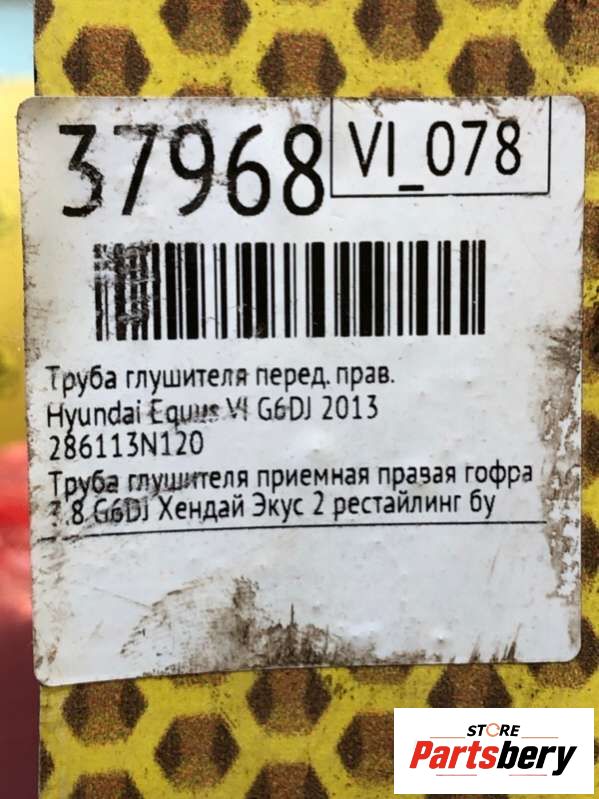 37968
VI_078
Труба глушителя перед. прав.
Hyundai Equus VI G6DJ 2013
286113N120
Труба глушителя приемная правая гофра
.8 G6DJ Хендай Экус 2 рестайлинг бу
STORE
Partsbery